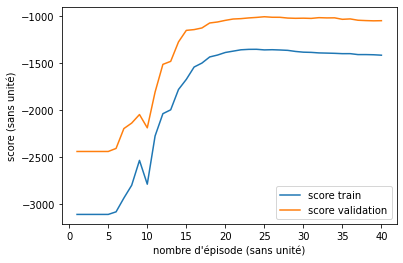 −1000
−1500
−2000
−2500
−3000
score (sans unité)
score train
score validation
0 5 10 15 20 25 30 35 40
nombre d'épisode (sans unité)